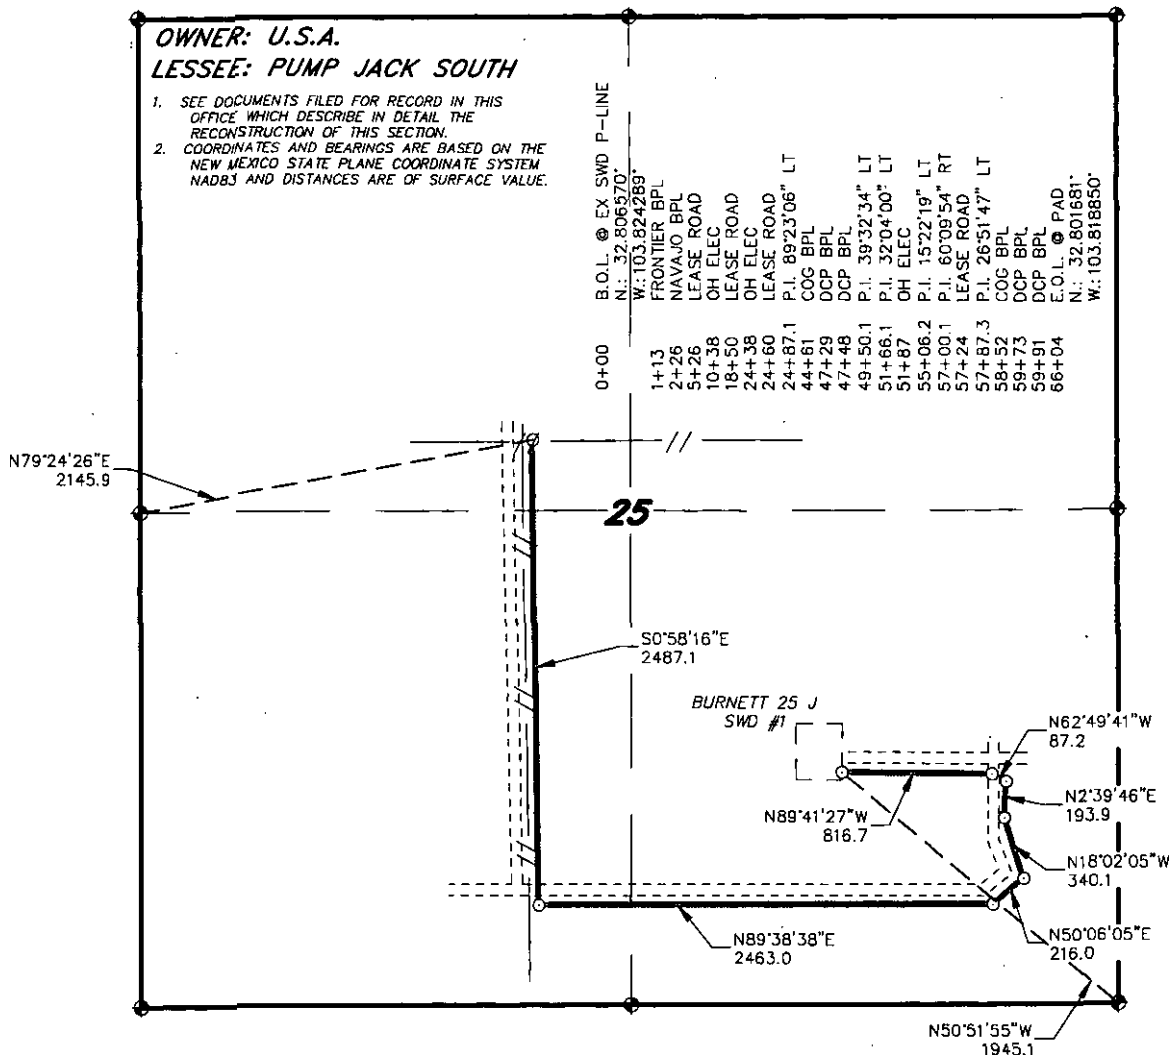 OWNER: U.S.A.
LESSEE: PUMP JACK SOUTH
1. SEE DOCUMENTS FILED FOR RECORD IN THIS
OFFICE WHICH DESCRIBE IN DETAIL THE
RECONSTRUCTION OF THIS SECTION.
2. COORDINATES AND BEARINGS ARE BASED ON THE
NEW MEXICO STATE PLANE COORDINATE SYSTEM
NAD83 AND DISTANCES ARE OF SURFACE VALUE.
0+00 B.O.L. @ EX SWD P-LINE
N.: 32.806570°
W.: 103.824289°
1+13 FRONTIER BPL
2+26 NAVAJO BPL
5+26 LEASE ROAD
10+38 OH ELEC
18+50 LEASE ROAD
24+38 OH ELEC
24+60 LEASE ROAD
24+87.1 P.I. 89°23'06" LT
44+61 COG BPL
47+29 DCP BPL
47+48 DCP BPL
49+50.1 P.I. 39°32'34" LT
51+66.1 P.I. 32°04'00" LT
51+87 OH ELEC
55+06.2 P.I. 15°22'19" LT
57+00.1 P.I. 60°09'54" RT
57+24 LEASE ROAD
57+87.3 P.I. 26°51'47" LT
58+52 COG BPL
59+73 DCP BPL
59+91 DCP BPL
66+04 E.O.L. @ PAD
N.: 32.801681°
W.: 103.818850°
N79°24'26"E
2145.9
25
S0°58'16"E
2487.1
BURNETT 25 J
SWD #1
N62°49'41"W
87.2
N2°39'46"E
193.9
N89°41'27"W
816.7
N18°02'05"W
340.1
N50°06'05"E
216.0
N89°38'38"E
2463.0
N50°51'55"W
1945.1